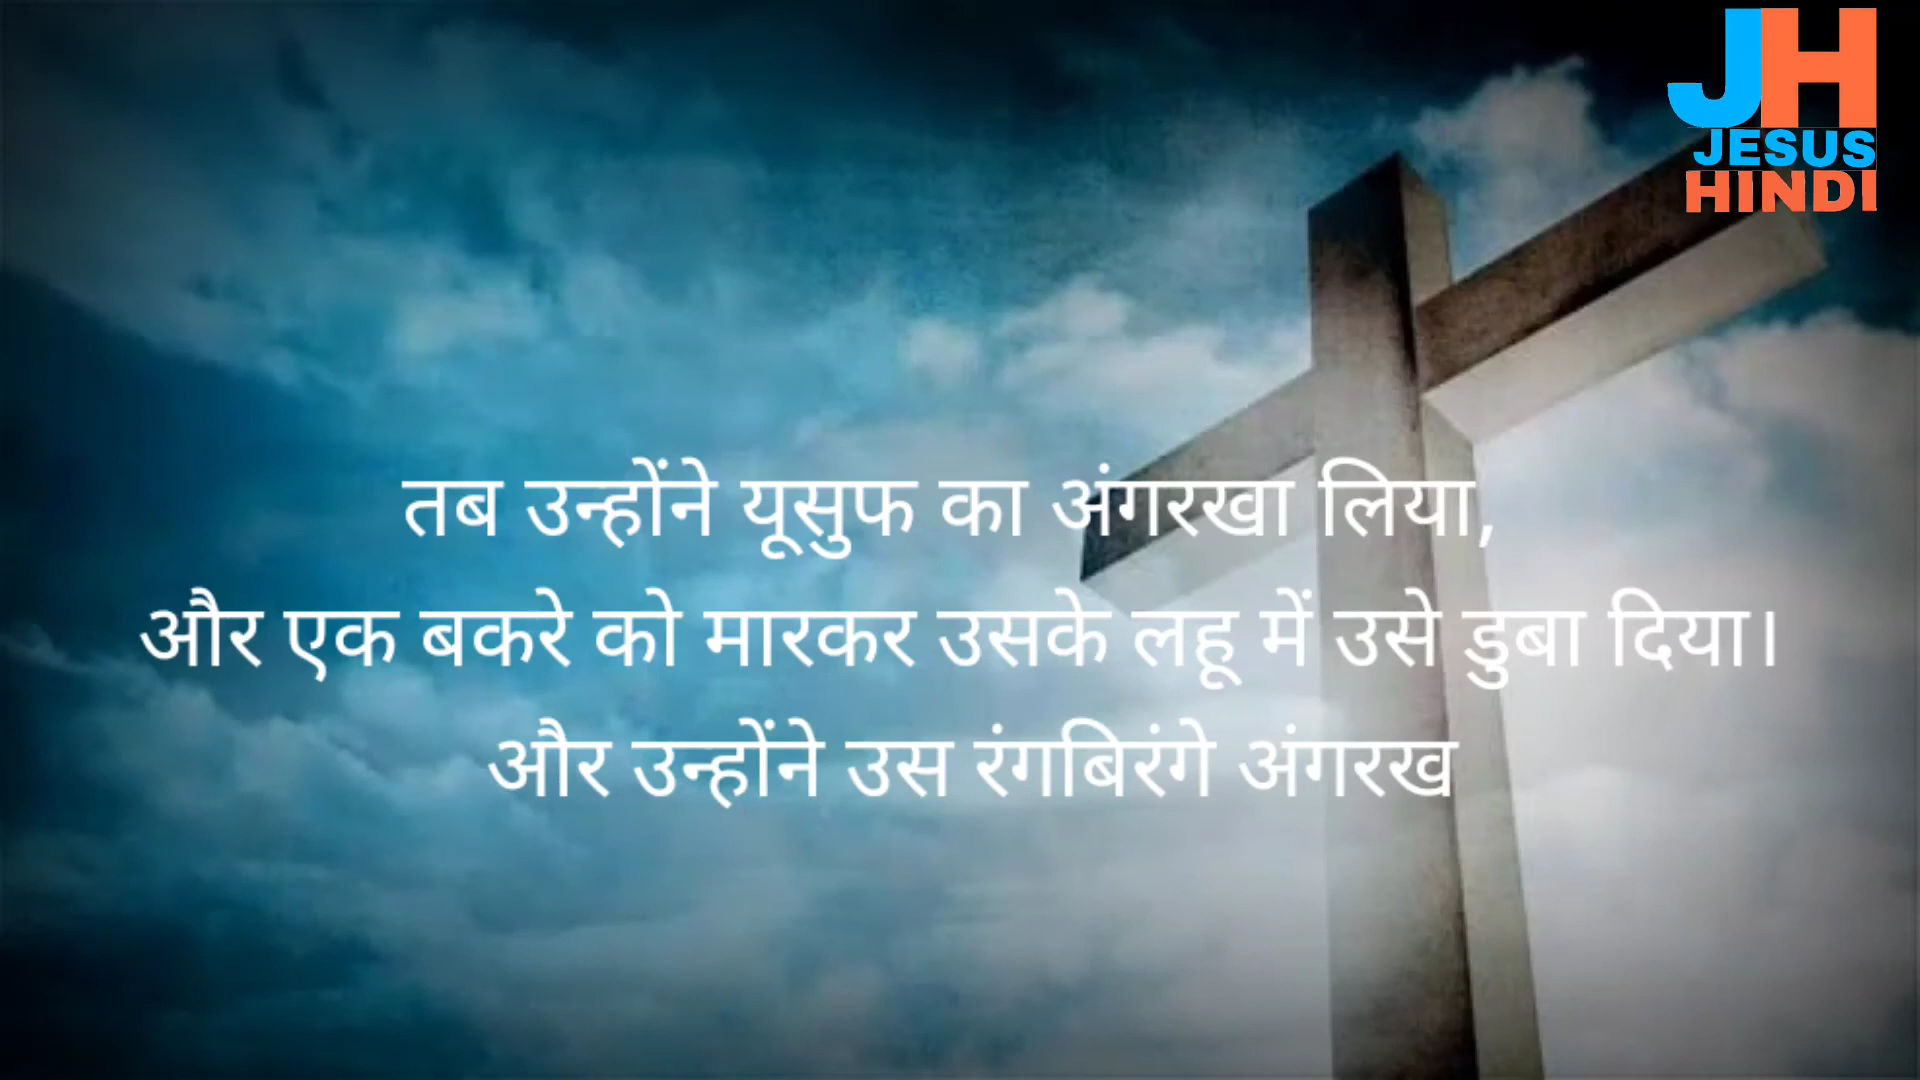 JH
JESUS
HINDI
तब उन्होंने यूसुफ का अंगरखा लिया,
और एक बकरे को मारकर उसके लहू में उसे डुबा दिया।
और उन्होंने उस रंगबिरंगे अंगरख